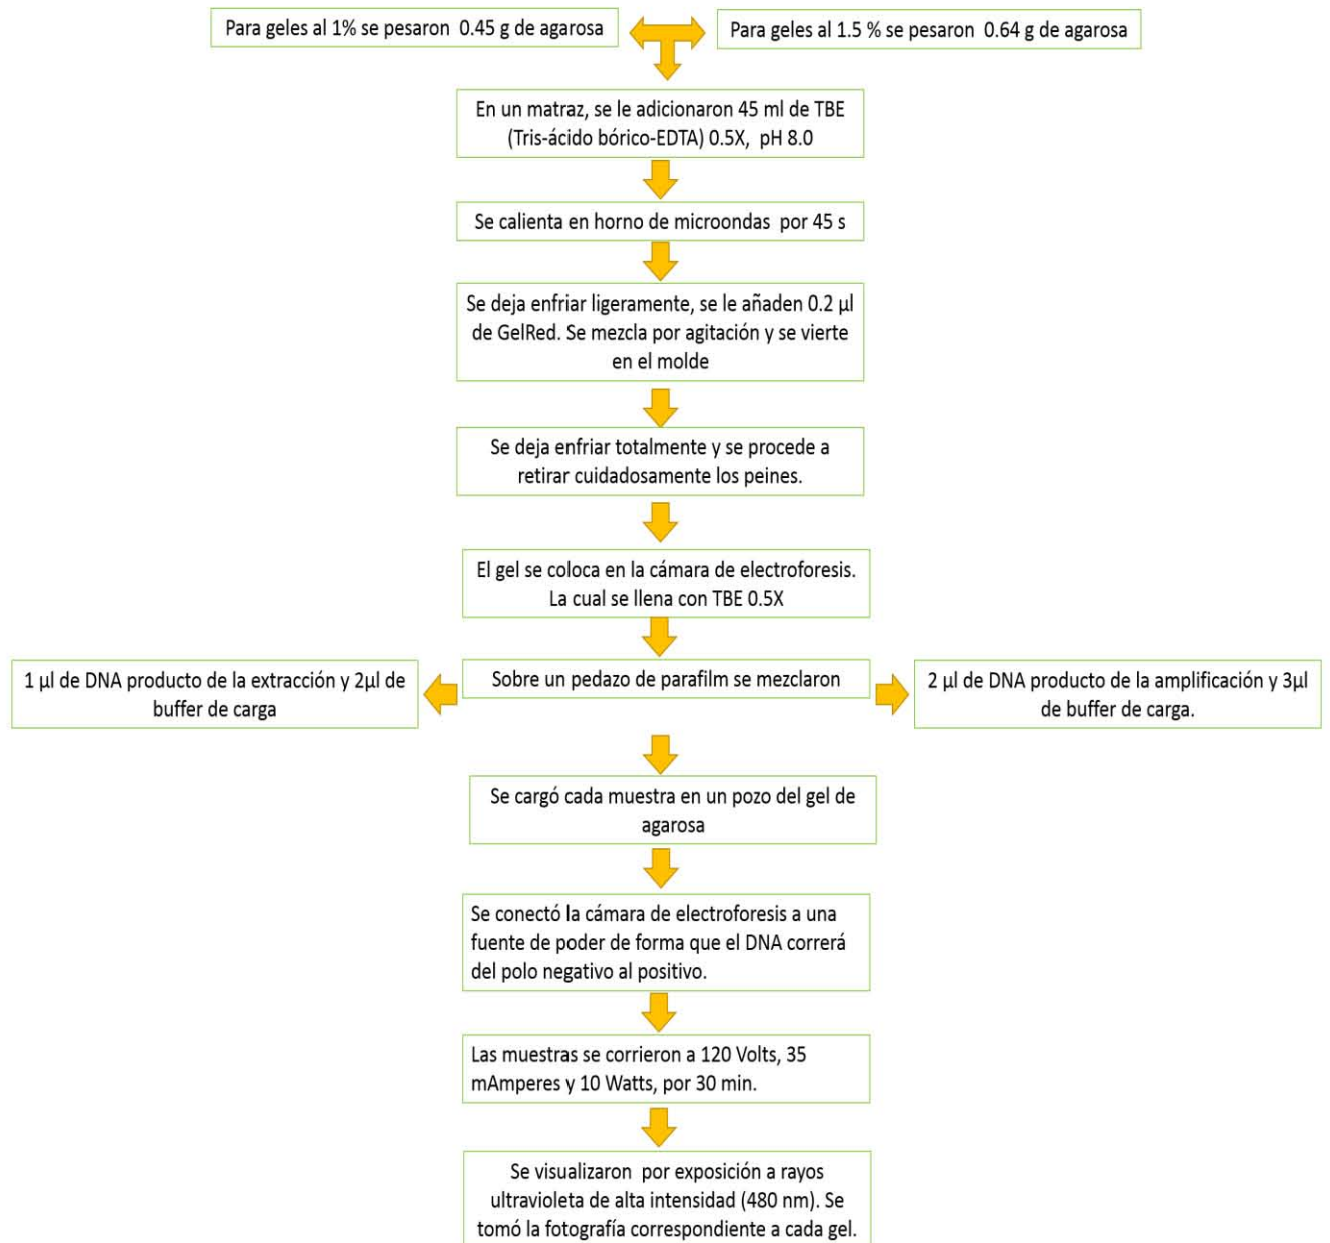 Para geles al 1% se pesaron 0.45 g de agarosa
Para geles al 1.5 % se pesaron 0.64 g de agarosa
En un matraz, se le adicionaron 45 ml de TBE
(Tris-ácido bórico-EDTA) 0.5X, pH 8.0
Se calienta en horno de microondas por 45 s
Se deja enfriar ligeramente, se le añaden 0.2 µl
de GelRed. Se mezcla por agitación y se vierte
en el molde
Se deja enfriar totalmente y se procede a
retirar cuidadosamente los peines.
El gel se coloca en la cámara de electroforesis.
La cual se llena con TBE 0.5X
Sobre un pedazo de parafilm se mezclaron
1 µl de DNA producto de la extracción y 2µl de
buffer de carga
2 µl de DNA producto de la amplificación y 3µl
de buffer de carga.
Se cargó cada muestra en un pozo del gel de
agarosa
Se conectó la cámara de electroforesis a una
fuente de poder de forma que el DNA correrá
del polo negativo al positivo.
Las muestras se corrieron a 120 Volts, 35
mAmperes y 10 Watts, por 30 min.
Se visualizaron por exposición a rayos
ultravioleta de alta intensidad (480 nm). Se
tomó la fotografía correspondiente a cada gel.